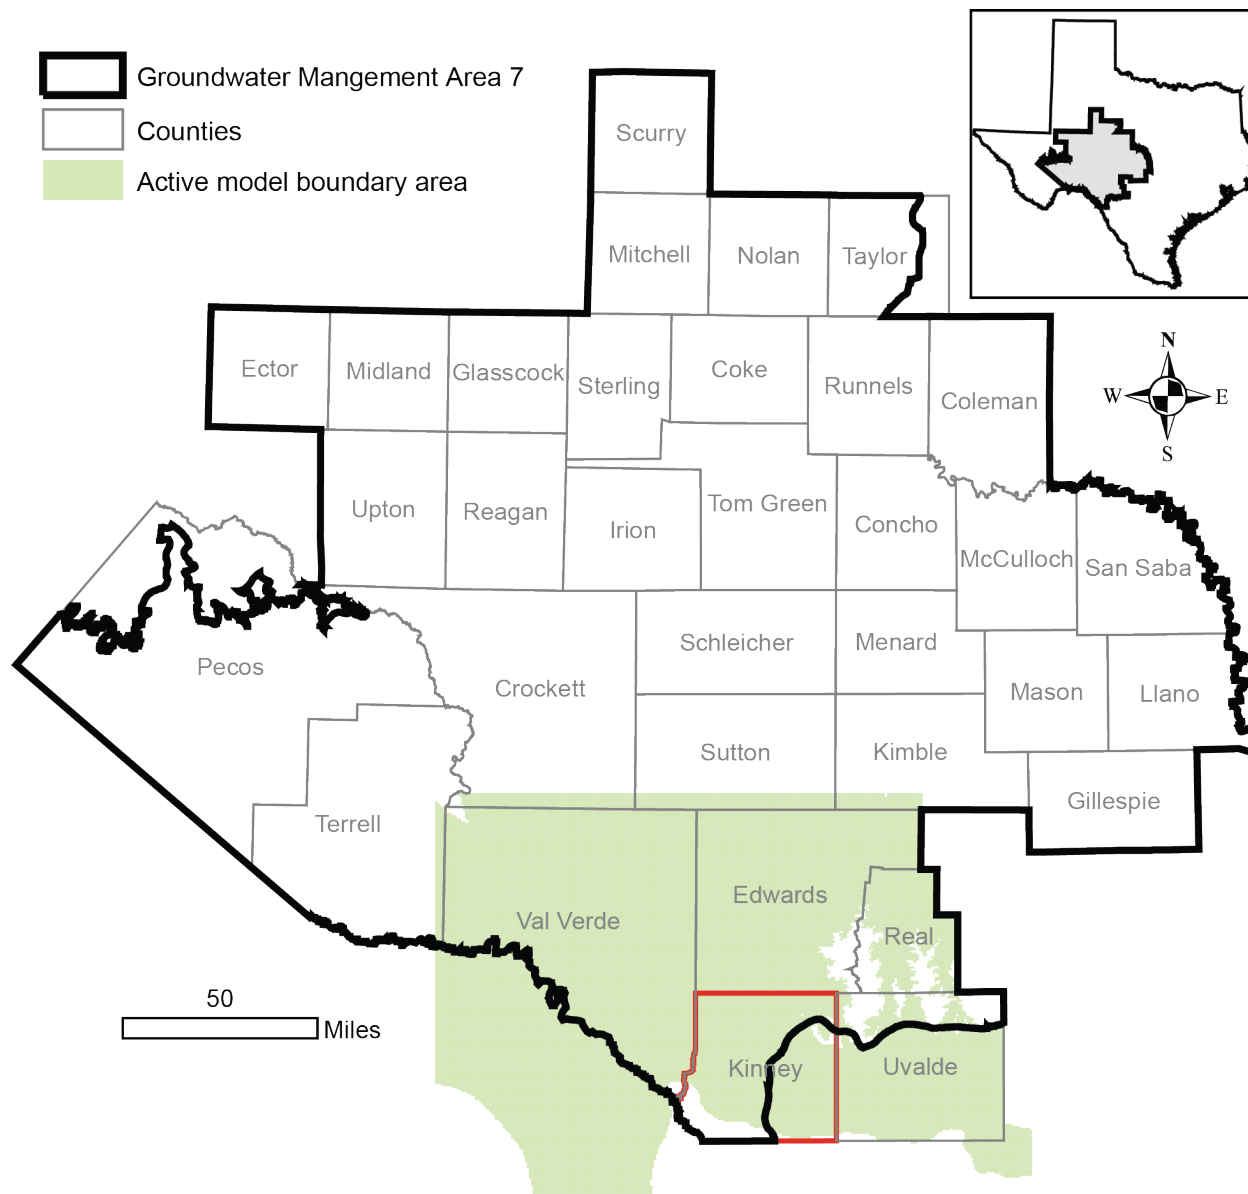 Groundwater Mangement Area 7
Counties
Active model boundary area
Scurry
Mitchell
Nolan
Taylor
N
W
E
S
Ector
Midland
Glasscock
Sterling
Coke
Runnels
Coleman
Upton
Reagan
Irion
Tom Green
Concho
McCulloch
San Saba
Pecos
Crockett
Schleicher
Menard
Mason
Llano
Sutton
Kimble
Gillespie
Terrell
Val Verde
Edwards
Real
50
Miles
Kinney
Uvalde